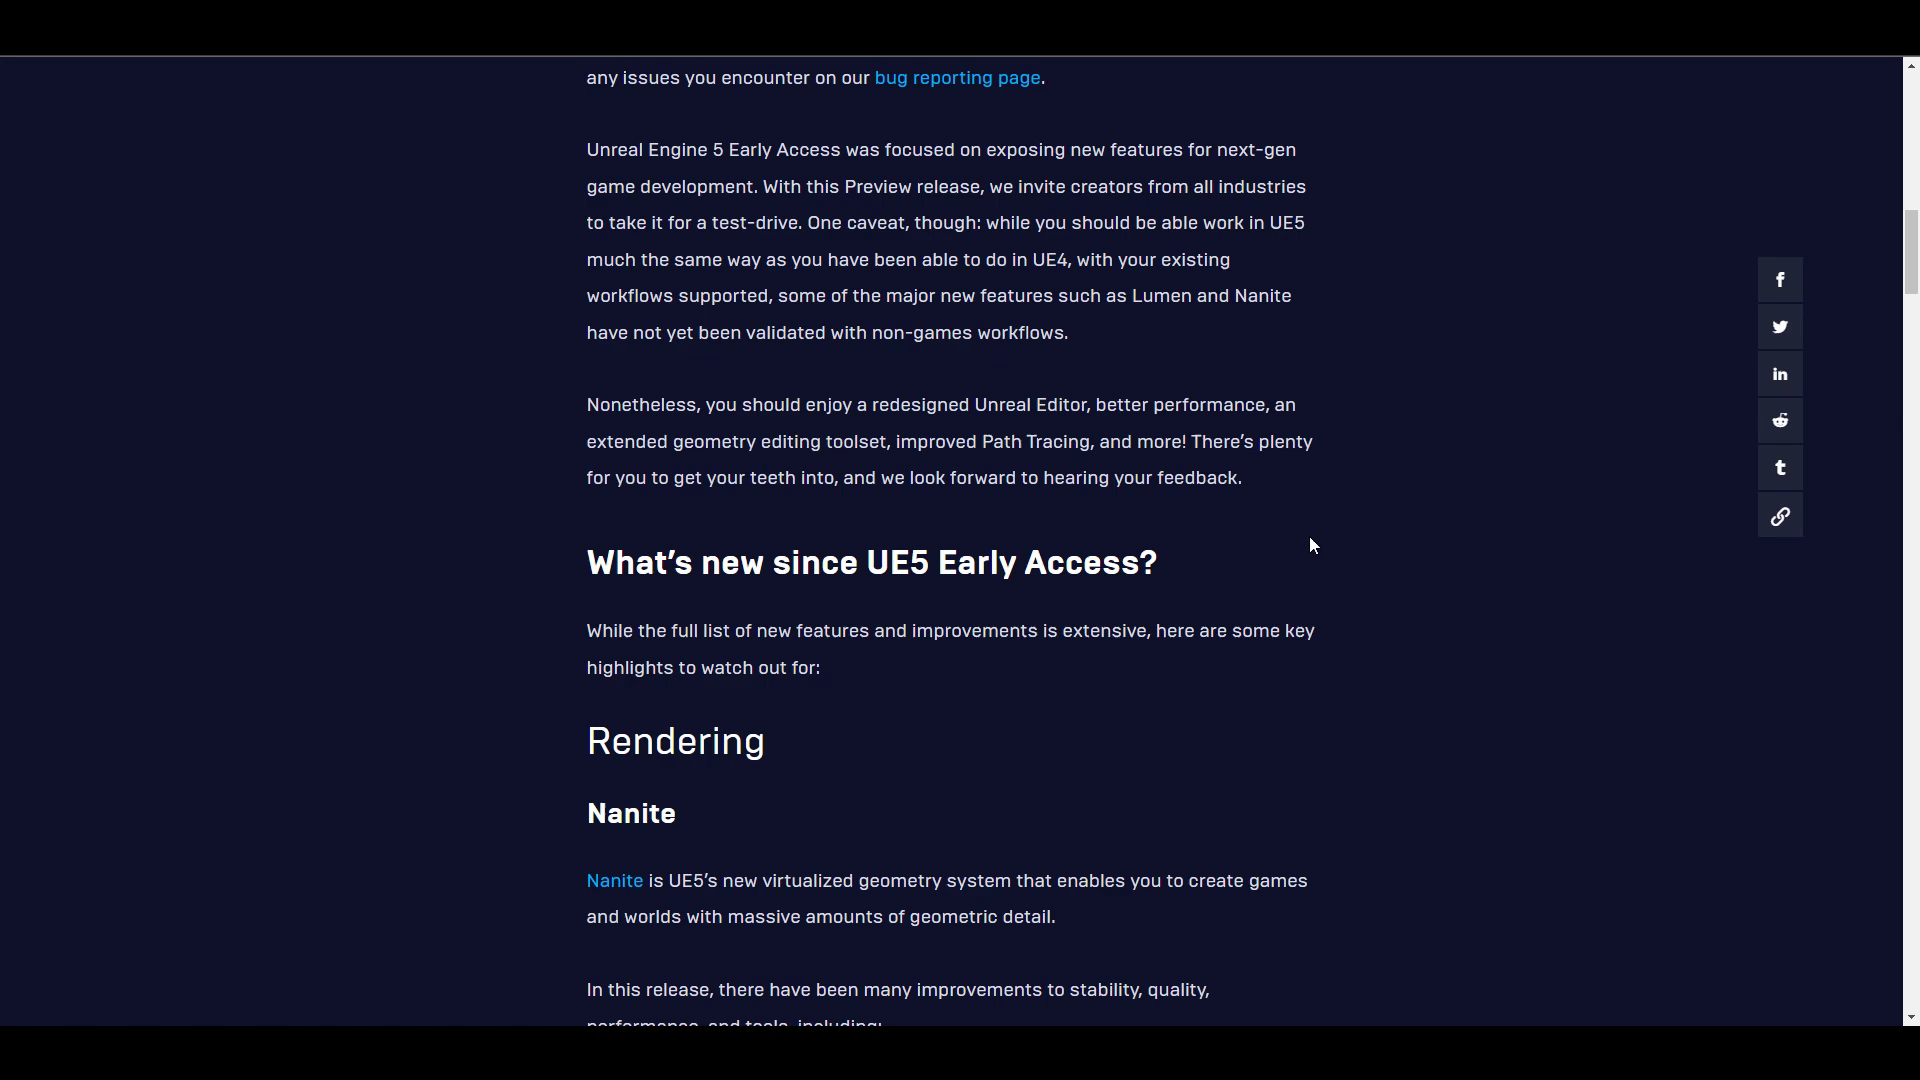 any issues you encounter on our bug reporting page.
Unreal Engine 5 Early Access was focused on exposing new features for next-gen
game development. With this Preview release, we invite creators from all industries
to take it for a test-drive. One caveat, though: while you should be able work in UE5
much the same way as you have been able to do in UE4, with your existing
workflows supported, some of the major new features such as Lumen and Nanite
have not yet been validated with non-games workflows.
Nonetheless, you should enjoy a redesigned Unreal Editor, better performance, an
extended geometry editing toolset, improved Path Tracing, and more! There’s plenty
for you to get your teeth into, and we look forward to hearing your feedback.
What’s new since UE5 Early Access?
While the full list of new features and improvements is extensive, here are some key
highlights to watch out for:
Rendering
Nanite
Nanite is UE5’s new virtualized geometry system that enables you to create games
and worlds with massive amounts of geometric detail.
In this release, there have been many improvements to stability, quality,
performance, and tools, including: